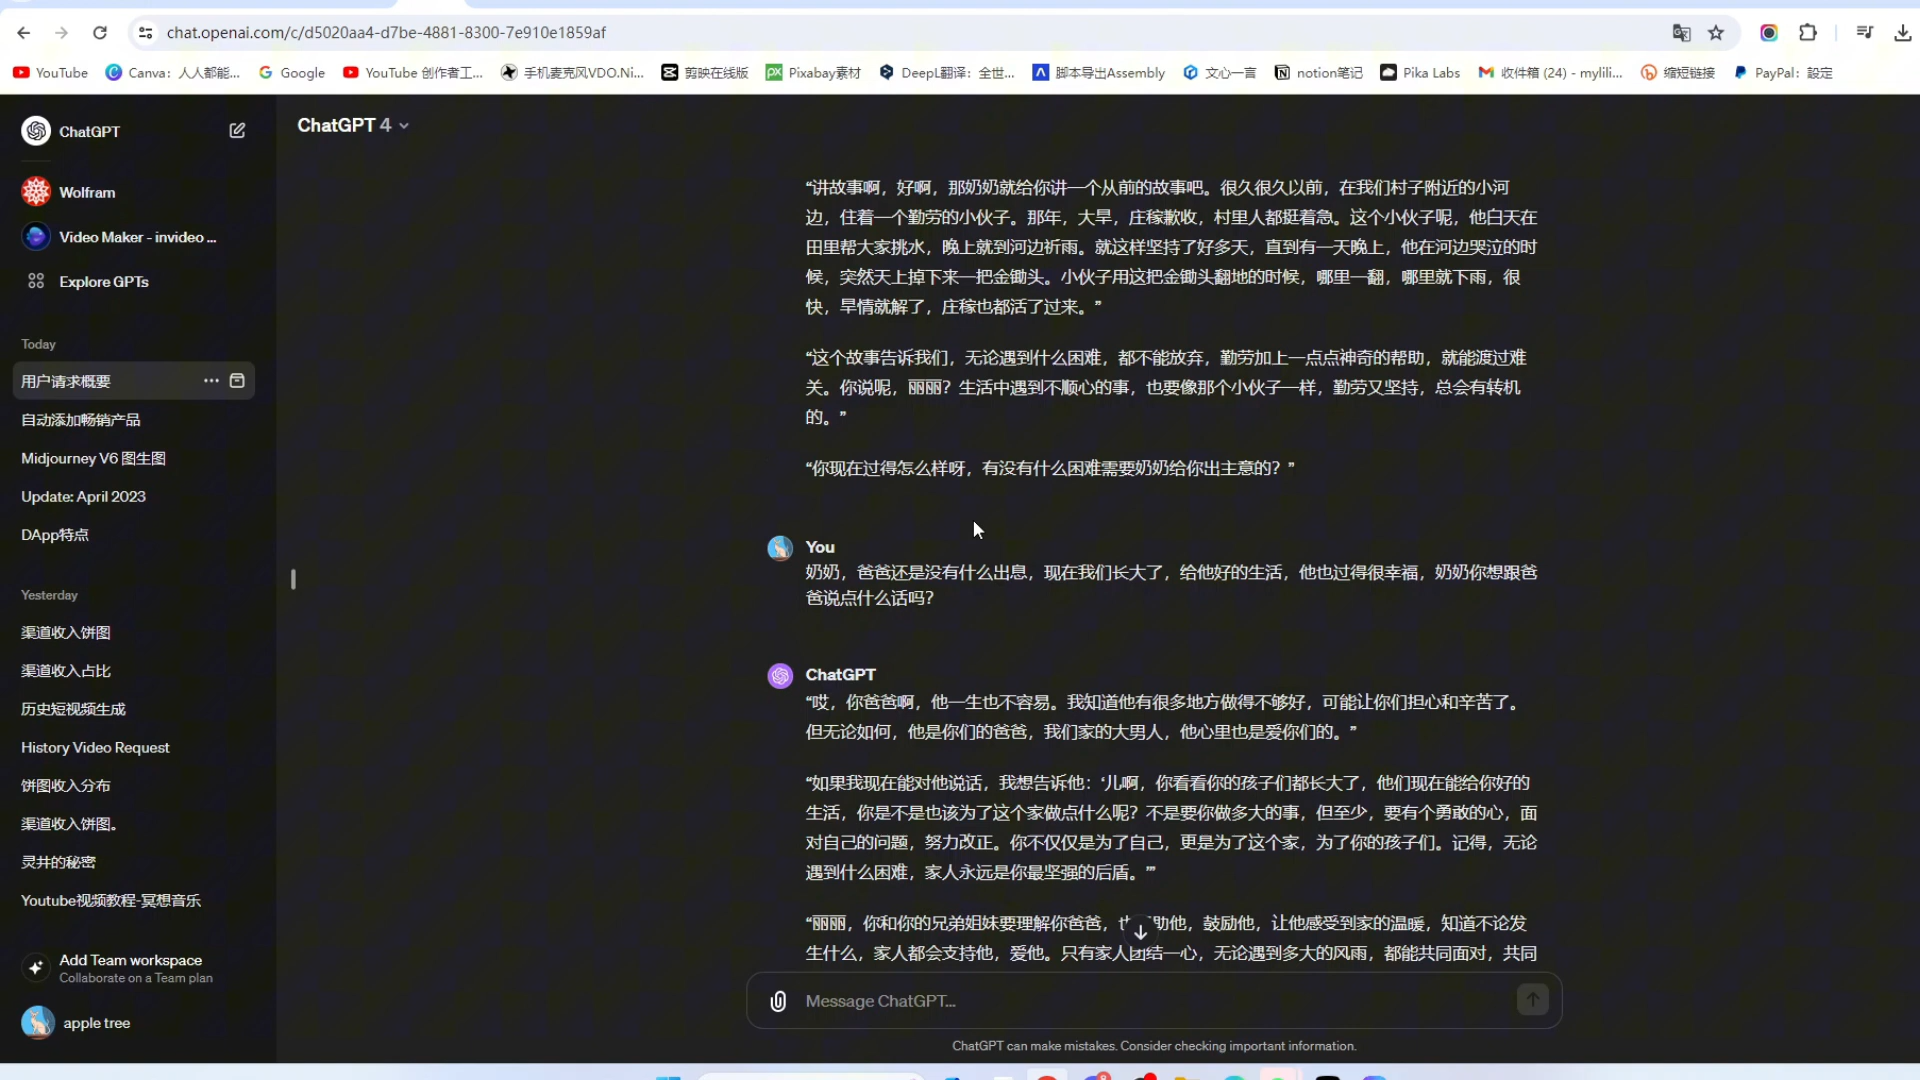 chat.openai.com/c/d5020aa4-d7be-4881-8300-7e910e1859af
YouTube
Canva：人人都能...
Google
YouTube 创作者工...
手机麦克风VDO.Ni...
剪映在线版
Pixabay素材
DeepL翻译：全世...
脚本导出Assembly
文心一言
notion笔记
Pika Labs
收件箱 (24) - mylili...
缩短链接
PayPal：設定
ChatGPT
Wolfram
Video Maker - invideo ...
Explore GPTs
Today
用户请求概要
自动添加畅销产品
Midjourney V6 图生图
Update: April 2023
DApp特点
Yesterday
渠道收入饼图
渠道收入占比
历史短视频生成
History Video Request
饼图收入分布
渠道收入饼图。
灵井的秘密
Youtube视频教程-冥想音乐
Add Team workspace
Collaborate on a Team plan
apple tree
ChatGPT 4
“讲故事啊，好啊，那奶奶就给你讲一个从前的故事吧。很久很久以前，在我们村子附近的小河
边，住着一个勤劳的小伙子。那年，大旱，庄稼歉收，村里人都挺着急。这个小伙子呢，他白天在
田里帮大家挑水，晚上就到河边祈雨。就这样坚持了好多天，直到有一天晚上，他在河边哭泣的时
候，突然天上掉下来一把金锄头。小伙子用这把金锄头翻地的时候，哪里一翻，哪里就下雨，很
快，旱情就解了，庄稼也都活了过来。”
“这个故事告诉我们，无论遇到什么困难，都不能放弃，勤劳加上一点点神奇的帮助，就能渡过难
关。你说呢，丽丽？生活中遇到不顺心的事，也要像那个小伙子一样，勤劳又坚持，总会有转机
的。”
“你现在过得怎么样呀，有没有什么困难需要奶奶给你出主意的？”
You
奶奶，爸爸还是没有什么出息，现在我们长大了，给他好的生活，他也过得很幸福，奶奶你想跟爸
爸说点什么话吗？
ChatGPT
“哎，你爸爸啊，他一生也不容易。我知道他有很多地方做得不够好，可能让你们担心和辛苦了。
但无论如何，他是你们的爸爸，我们家的大男人，他心里也是爱你们的。”
“如果我现在能对他说话，我想告诉他：‘儿啊，你看看你的孩子们都长大了，他们现在能给你好的
生活，你是不是也该为了这个家做点什么呢？不是要你做多大的事，但至少，要有个勇敢的心，面
对自己的问题，努力改正。你不仅仅是为了自己，更是为了这个家，为了你的孩子们。记得，无论
遇到什么困难，家人永远是你最坚强的后盾。’”
“丽丽，你和你的兄弟姐妹要理解你爸爸，也 助他，鼓励他，让他感受到家的温暖，知道不论发
生什么，家人都会支持他，爱他。只有家人团结一心，无论遇到多大的风雨，都能共同面对，共同
Message ChatGPT...
ChatGPT can make mistakes. Consider checking important information.